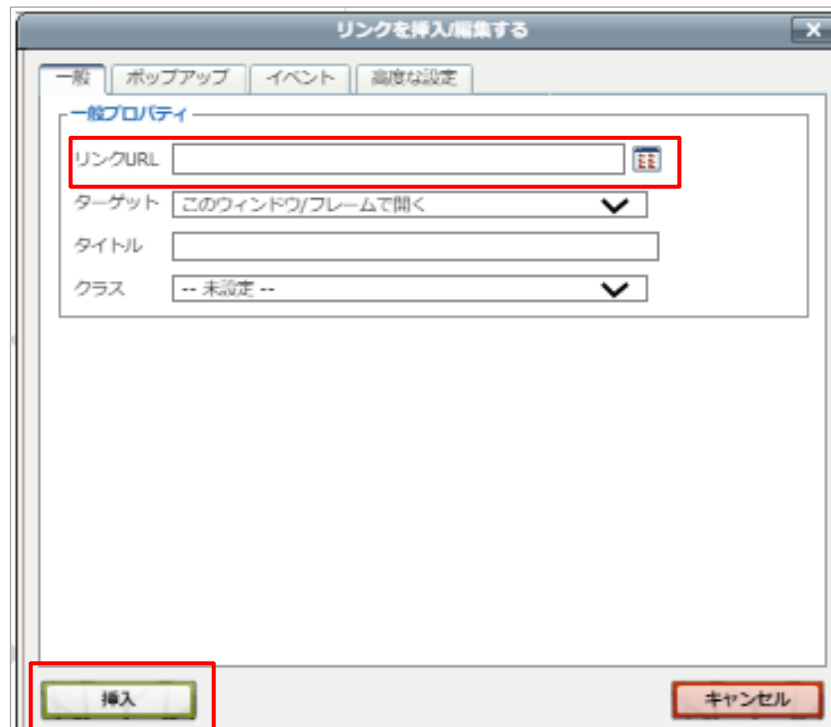 リンクを挿入/編集する
一般 ポップアップ イベント 高度な設定
一般プロパティ
リンクURL
ターゲット このウィンドウ/フレームで開く
タイトル
クラス -- 未設定 --
挿入 キャンセル